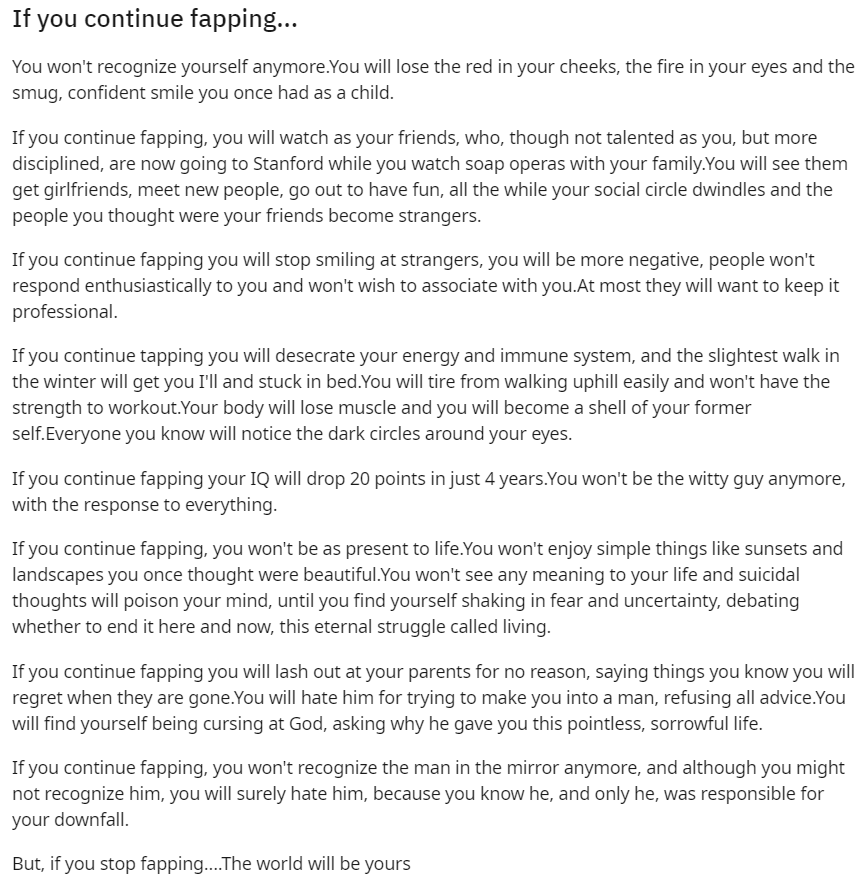 If you continue fapping...
You won't recognize yourself anymore.You will lose the red in your cheeks, the fire in your eyes and the
smug, confident smile you once had as a child.
If you continue fapping, you will watch as your friends, who, though not talented as you, but more
disciplined, are now going to Stanford while you watch soap operas with your family.You will see them
get girlfriends, meet new people, go out to have fun, all the while your social circle dwindles and the
people you thought were your friends become strangers.
If you continue fapping you will stop smiling at strangers, you will be more negative, people won't
respond enthusiastically to you and won't wish to associate with you.At most they will want to keep it
professional.
If you continue tapping you will desecrate your energy and immune system, and the slightest walk in
the winter will get you I'll and stuck in bed.You will tire from walking uphill easily and won't have the
strength to workout.Your body will lose muscle and you will become a shell of your former
self.Everyone you know will notice the dark circles around your eyes.
If you continue fapping your IQ will drop 20 points in just 4 years.You won't be the witty guy anymore,
with the response to everything.
If you continue fapping, you won't be as present to life.You won't enjoy simple things like sunsets and
landscapes you once thought were beautiful.You won't see any meaning to your life and suicidal
thoughts will poison your mind, until you find yourself shaking in fear and uncertainty, debating
whether to end it here and now, this eternal struggle called living.
If you continue fapping you will lash out at your parents for no reason, saying things you know you will
regret when they are gone.You will hate him for trying to make you into a man, refusing all advice.You
will find yourself being cursing at God, asking why he gave you this pointless, sorrowful life.
If you continue fapping, you won't recognize the man in the mirror anymore, and although you might
not recognize him, you will surely hate him, because you know he, and only he, was responsible for
your downfall.
But, if you stop fapping....The world will be yours